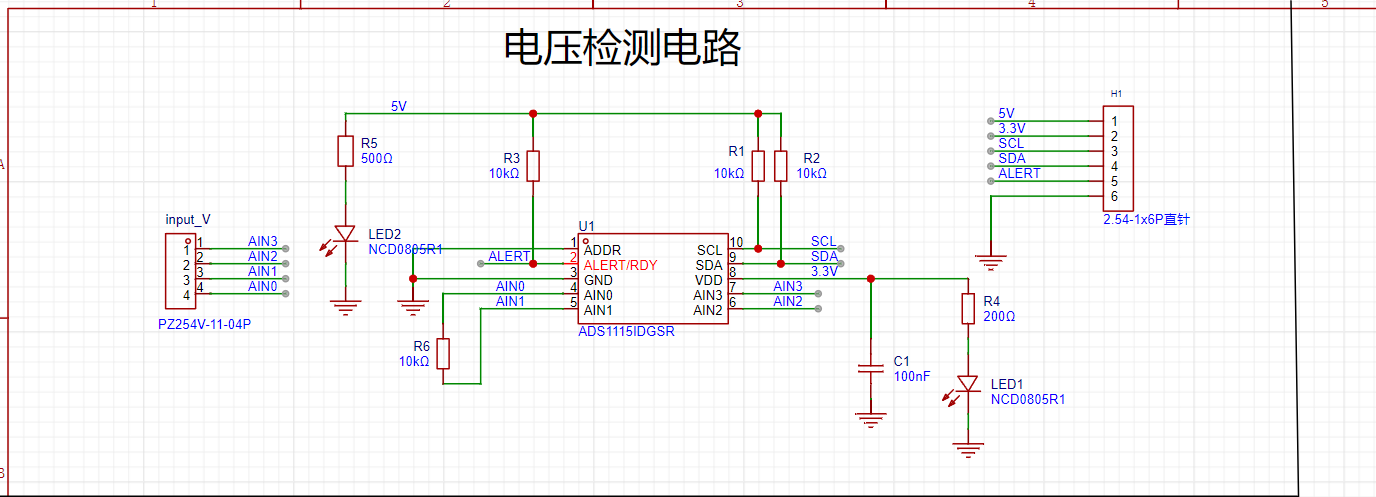 1 2 3 4 5
电压检测电路
A
B
5V
R5
500Ω
R3
10kΩ
R1
10kΩ
R2
10kΩ
H1
5V 1
3.3V 2
SCL 3
SDA 4
ALERT 5
6
2.54-1x6P直针
input_V
1 1 AIN3
2 2 AIN2
3 3 AIN1
4 4 AIN0
PZ254V-11-04P
LED2
NCD0805R1
U1
1 ADDR SCL 10 SCL
ALERT 2 ALERT/RDY SDA 9 SDA
3 GND VDD 8 3.3V
AIN0 4 AIN0 AIN3 7 AIN3
AIN1 5 AIN1 AIN2 6 AIN2
ADS1115IDGSR
R6
10kΩ
C1
100nF
R4
200Ω
LED1
NCD0805R1